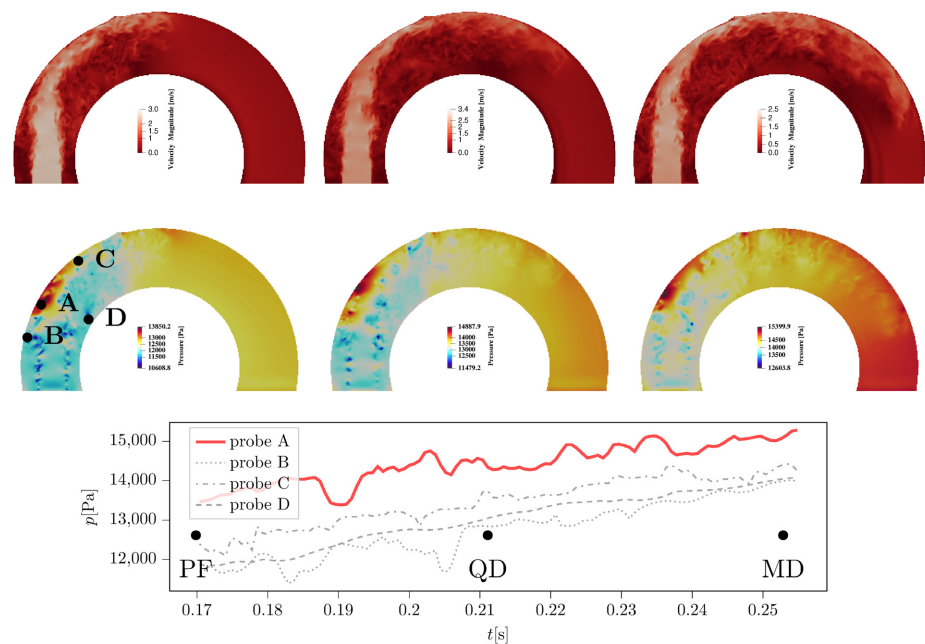 3.0
2
1.5
1
0.0
Velocity Magnitude [m/s]
3.4
2.5
2
1.5
1
0.0
Velocity Magnitude [m/s]
2.5
1.5
1
0.0
Velocity Magnitude [m/s]
C
A
B
D
13850.2
13000
12500
12000
11500
10608.8
Pressure [Pa]
14887.9
14000
13500
13000
12500
11479.2
Pressure [Pa]
15399.9
14500
14000
13500
12603.8
Pressure [Pa]
15,000
14,000
13,000
12,000
p[Pa]
probe A
probe B
probe C
probe D
PF
QD
MD
0.17 0.18 0.19 0.2 0.21 0.22 0.23 0.24 0.25
t[s]